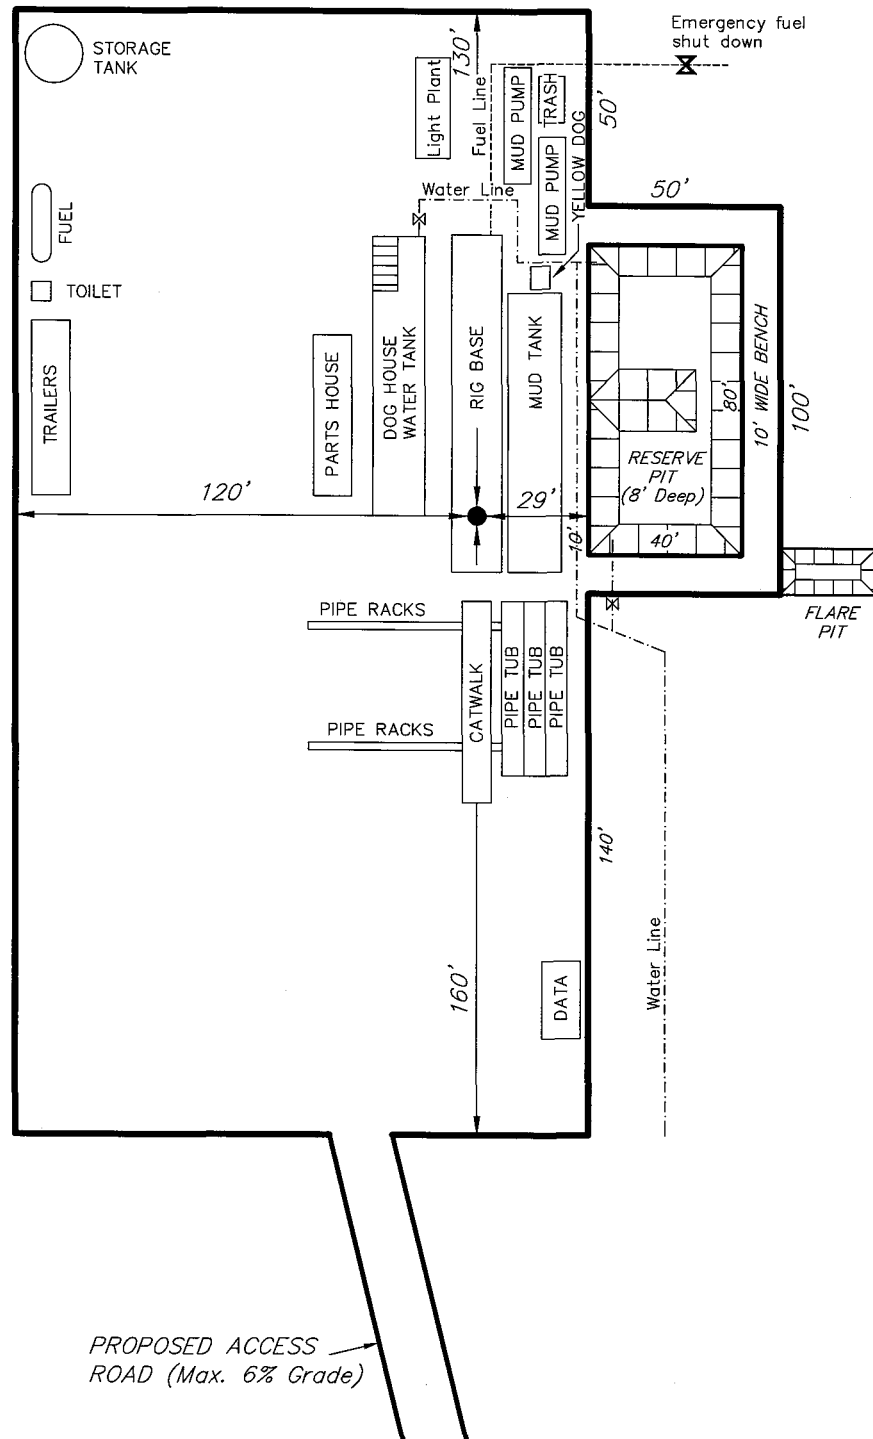 Emergency fuel
shut down
STORAGE
TANK
130'
Light Plant
Fuel Line
MUD PUMP
TRASH
50'
MUD PUMP
YELLOW DOG
Water Line
50'
FUEL
TOILET
TRAILERS
PARTS HOUSE
DOG HOUSE
WATER TANK
RIG BASE
MUD TANK
80'
10' WIDE BENCH
100'
RESERVE
PIT
(8' Deep)
120'
29'
10'
40'
FLARE
PIT
PIPE RACKS
CATWALK
PIPE TUB
PIPE TUB
PIPE TUB
PIPE RACKS
140'
160'
DATA
Water Line
PROPOSED ACCESS
ROAD (Max. 6% Grade)